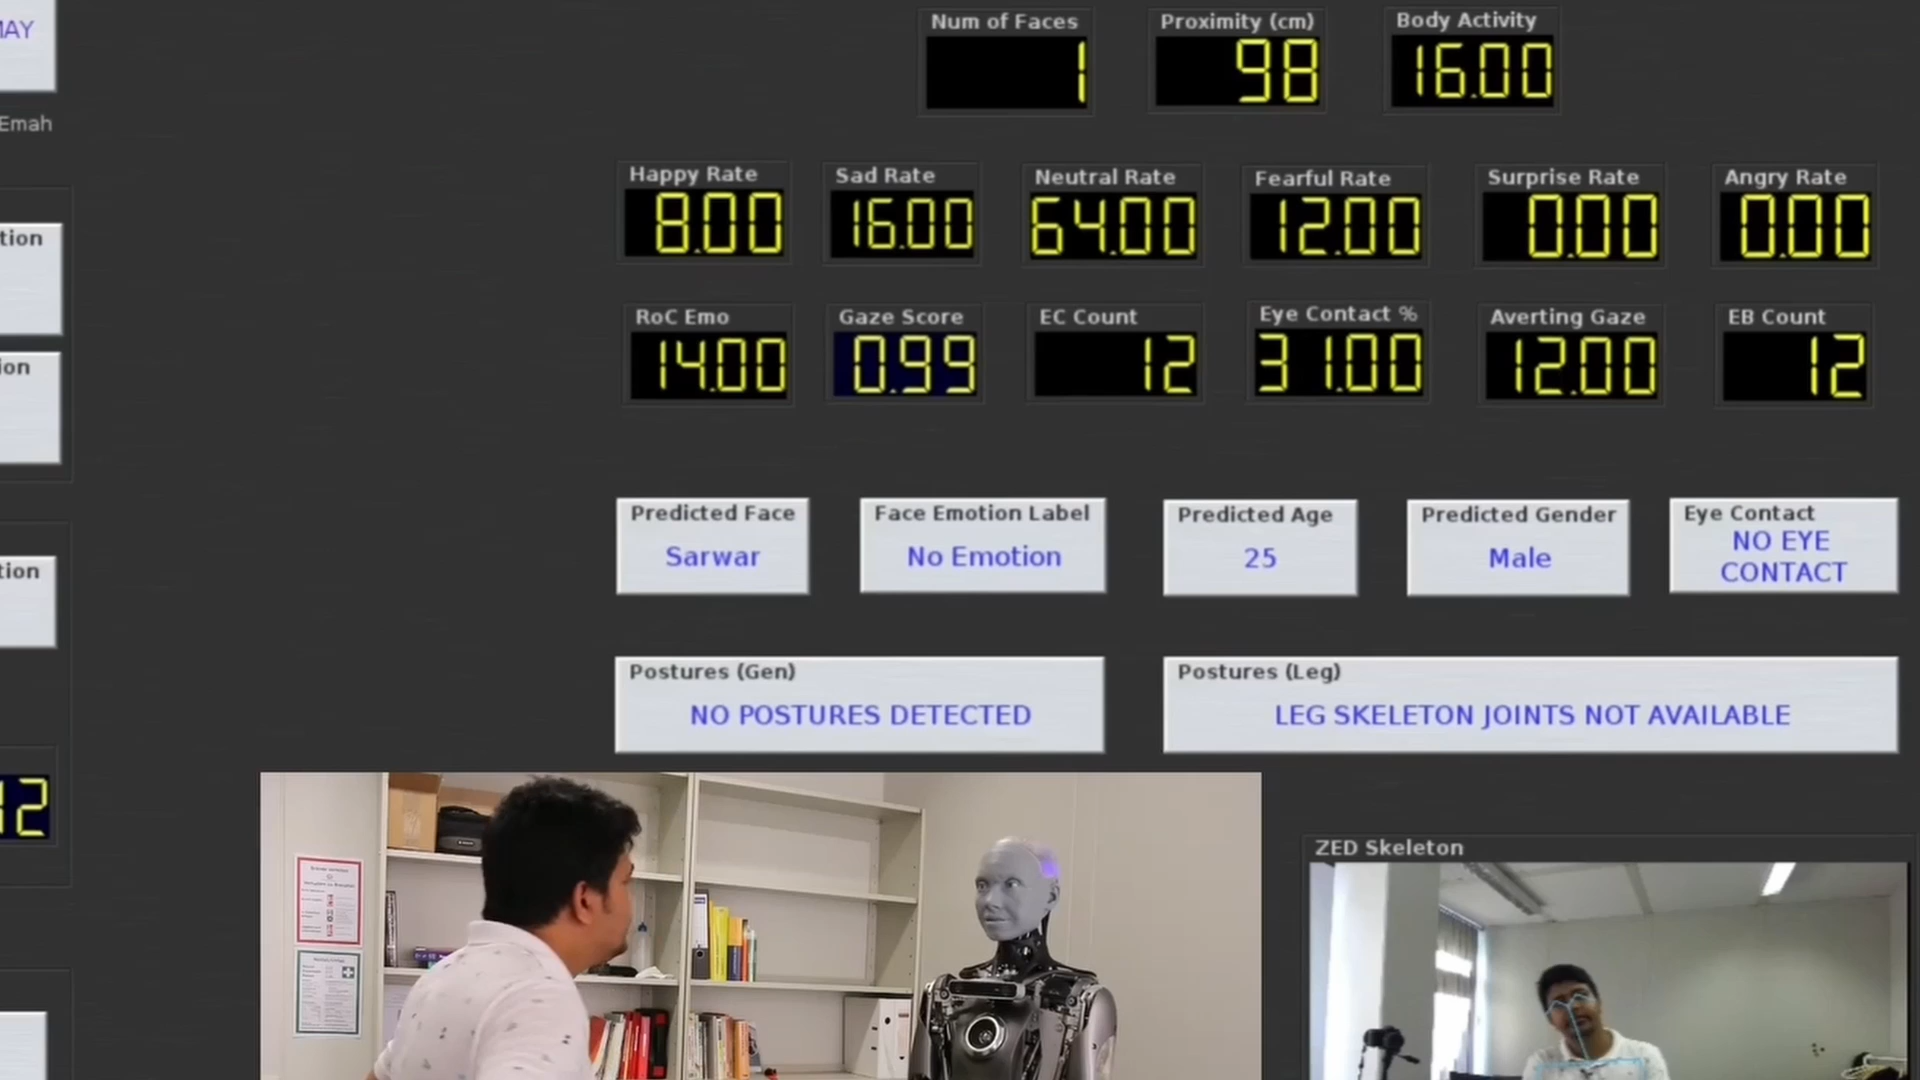 MAY
Emah
Num of Faces
1
Proximity (cm)
98
Body Activity
16.00
Happy Rate
8.00
Sad Rate
16.00
Neutral Rate
64.00
Fearful Rate
12.00
Surprise Rate
0.00
Angry Rate
0.00
tion
RoC Emo
14.00
Gaze Score
0.99
EC Count
12
Eye Contact %
31.00
Averting Gaze
12.00
EB Count
12
ion
Predicted Face
Sarwar
Face Emotion Label
No Emotion
Predicted Age
25
Predicted Gender
Male
Eye Contact
NO EYE
CONTACT
tion
Postures (Gen)
NO POSTURES DETECTED
Postures (Leg)
LEG SKELETON JOINTS NOT AVAILABLE
12
ZED Skeleton